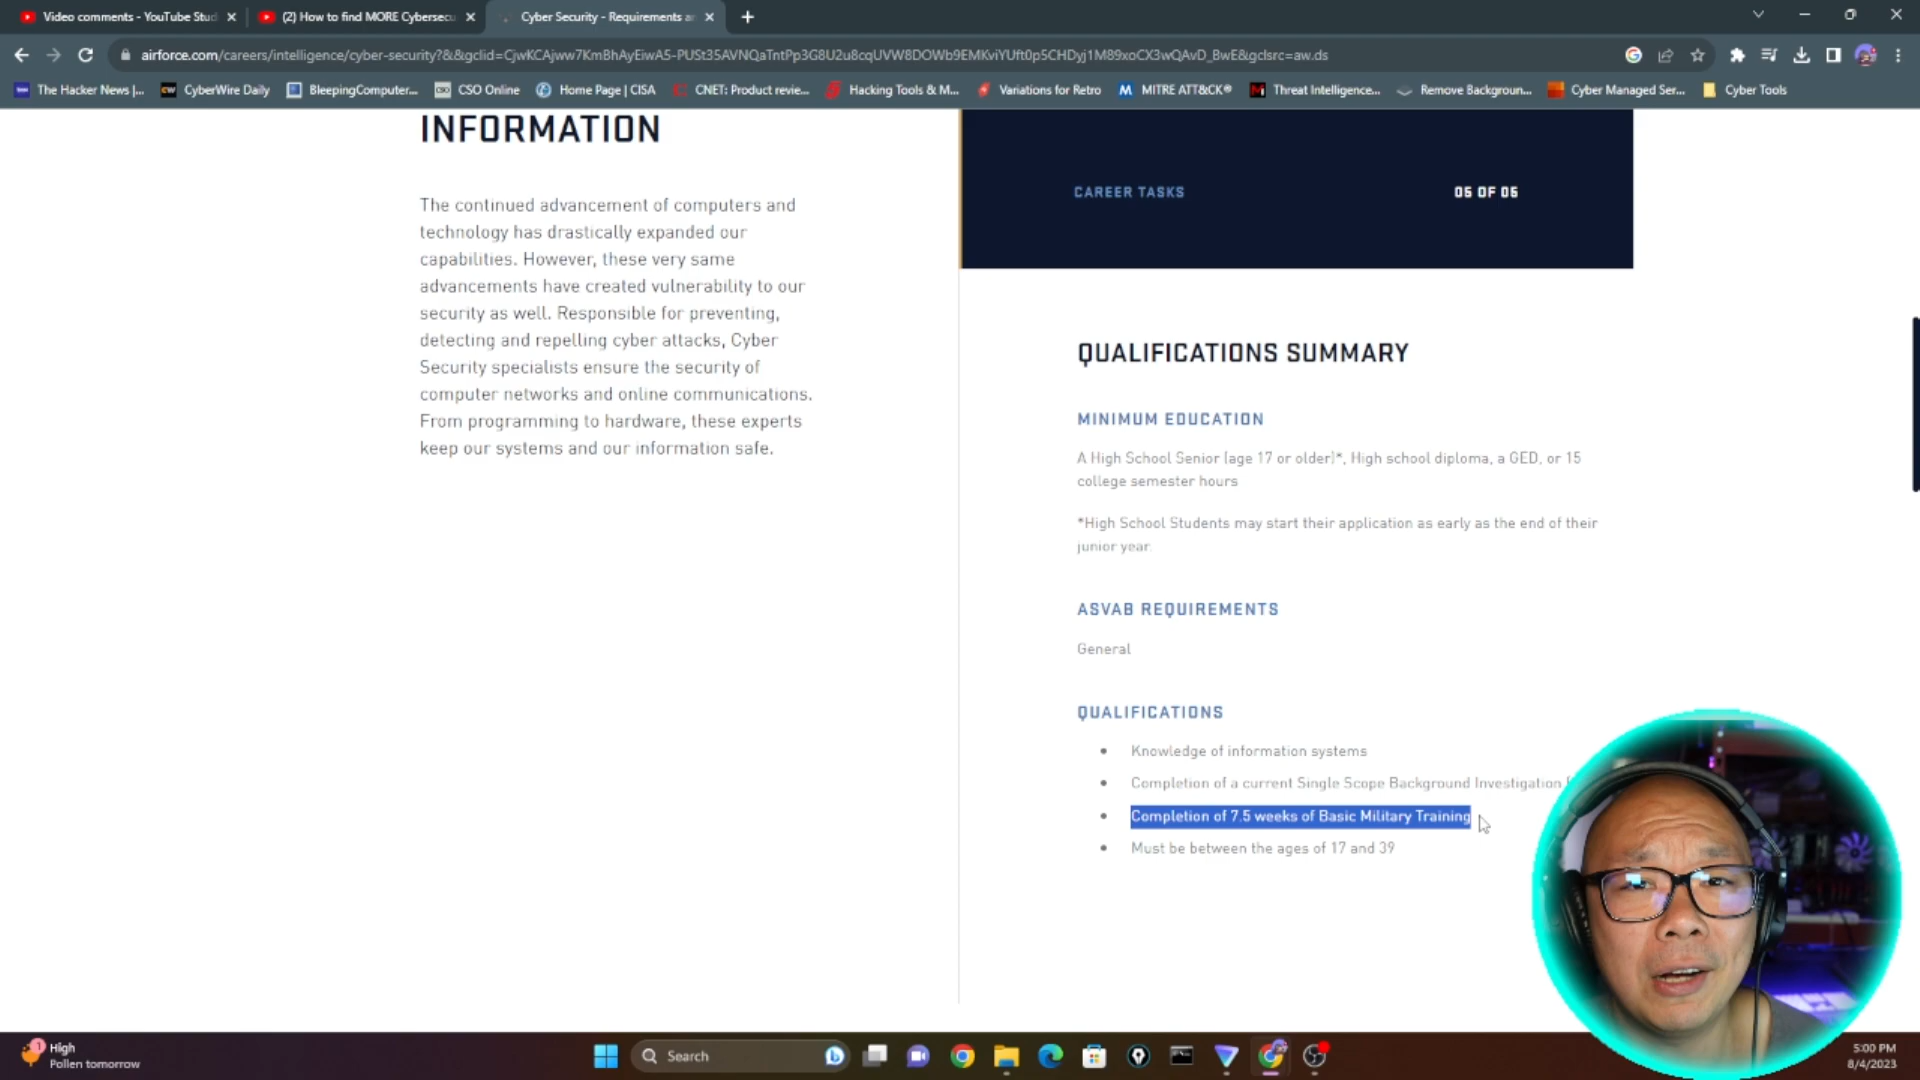 Video comments - YouTube Stud
(2) How to find MORE Cybersecu
Cyber Security - Requirements an
airforce.com/careers/intelligence/cyber-security?&&gclid=CjwKCAjww7KmBhAyEiwA5-PUSt35AVNQaTntPp3G8U2u8cqUVW8DOWb9EMKviYUft0p5CHDyj1M89xoCX3wQAvD_BwE&gclsrc=aw.ds
The Hacker News |...
CyberWire Daily
BleepingComputer...
CSO Online
Home Page | CISA
CNET: Product revie...
Hacking Tools & M...
Variations for Retro
MITRE ATT&CK®
Threat Intelligence...
Remove Backgroun...
Cyber Managed Ser...
Cyber Tools
INFORMATION
The continued advancement of computers and
technology has drastically expanded our
capabilities. However, these very same
advancements have created vulnerability to our
security as well. Responsible for preventing,
detecting and repelling cyber attacks, Cyber
Security specialists ensure the security of
computer networks and online communications.
From programming to hardware, these experts
keep our systems and our information safe.
CAREER TASKS
05 OF 05
QUALIFICATIONS SUMMARY
MINIMUM EDUCATION
A High School Senior (age 17 or older)*, High school diploma, a GED, or 15
college semester hours
*High School Students may start their application as early as the end of their
junior year.
ASVAB REQUIREMENTS
General
QUALIFICATIONS
Knowledge of information systems
Completion of a current Single Scope Background Investigation
Completion of 7.5 weeks of Basic Military Training
Must be between the ages of 17 and 39
1
High
Pollen tomorrow
Search
5:00 PM
8/4/2023